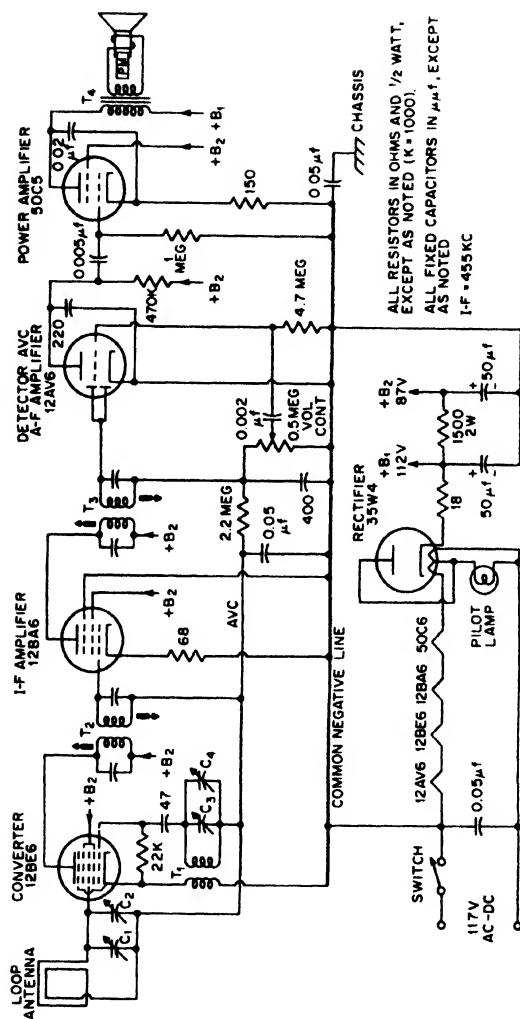 LOOP
ANTENNA
CONVERTER
12BE6
I-F AMPLIFIER
12BA6
DETECTOR AVC
A-F AMPLIFIER
12AV6
POWER AMPLIFIER
50C5
C1
C2
+B2
22K
47
T1
C3
C4
T2
+B2
68
+B2
T3
+B2
AVC
2.2 MEG
0.05
μf
400
0.002
μf
0.5MEG
VOL
CONT
220
470K
+B2
4.7 MEG
0.005μf
1
MEG
0.02
μf
150
T4
PM
+B2
+B1
0.05μf
CHASSIS
COMMON NEGATIVE LINE
SWITCH
117V
AC-DC
0.05μf
12AV6 12BE6 12BA6 50C6
RECTIFIER
35W4
PILOT
LAMP
18
+B1
112V
50μf
+
-
1500
2W
+B2
87V
50μf
+
-
ALL RESISTORS IN OHMS AND 1/2 WATT,
EXCEPT AS NOTED (K=1000).
ALL FIXED CAPACITORS IN μμf, EXCEPT
AS NOTED
I-F = 455KC